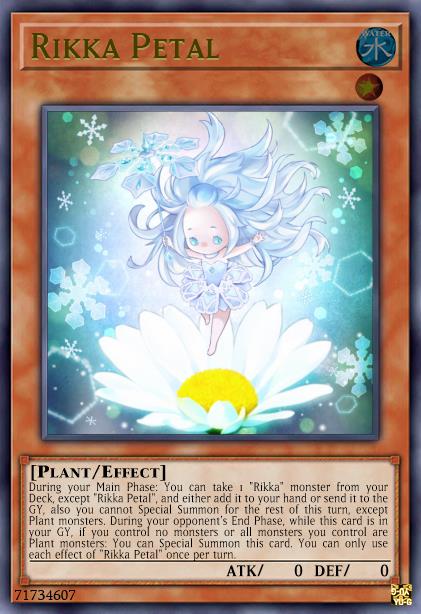 RIKKA PETAL
WATER
水
[PLANT/EFFECT]
During your Main Phase: You can take 1 "Rikka" monster from your
Deck, except "Rikka Petal", and either add it to your hand or send it to the
GY, also you cannot Special Summon for the rest of this turn, except
Plant monsters. During your opponent's End Phase, while this card is in
your GY, if you control no monsters or all monsters you control are
Plant monsters: You can Special Summon this card. You can only use
each effect of "Rikka Petal" once per turn.
ATK/ 0 DEF/ 0
71734607